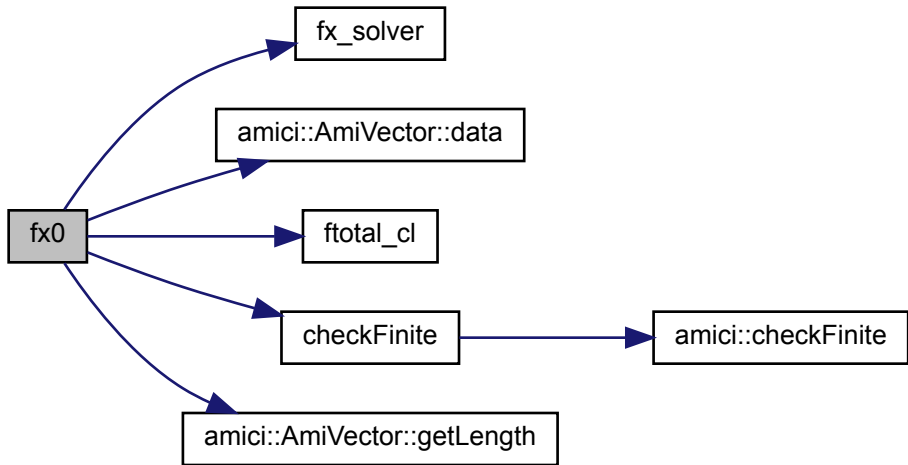 fx_solver
amici::AmiVector::data
fx0
ftotal_cl
checkFinite
amici::checkFinite
amici::AmiVector::getLength